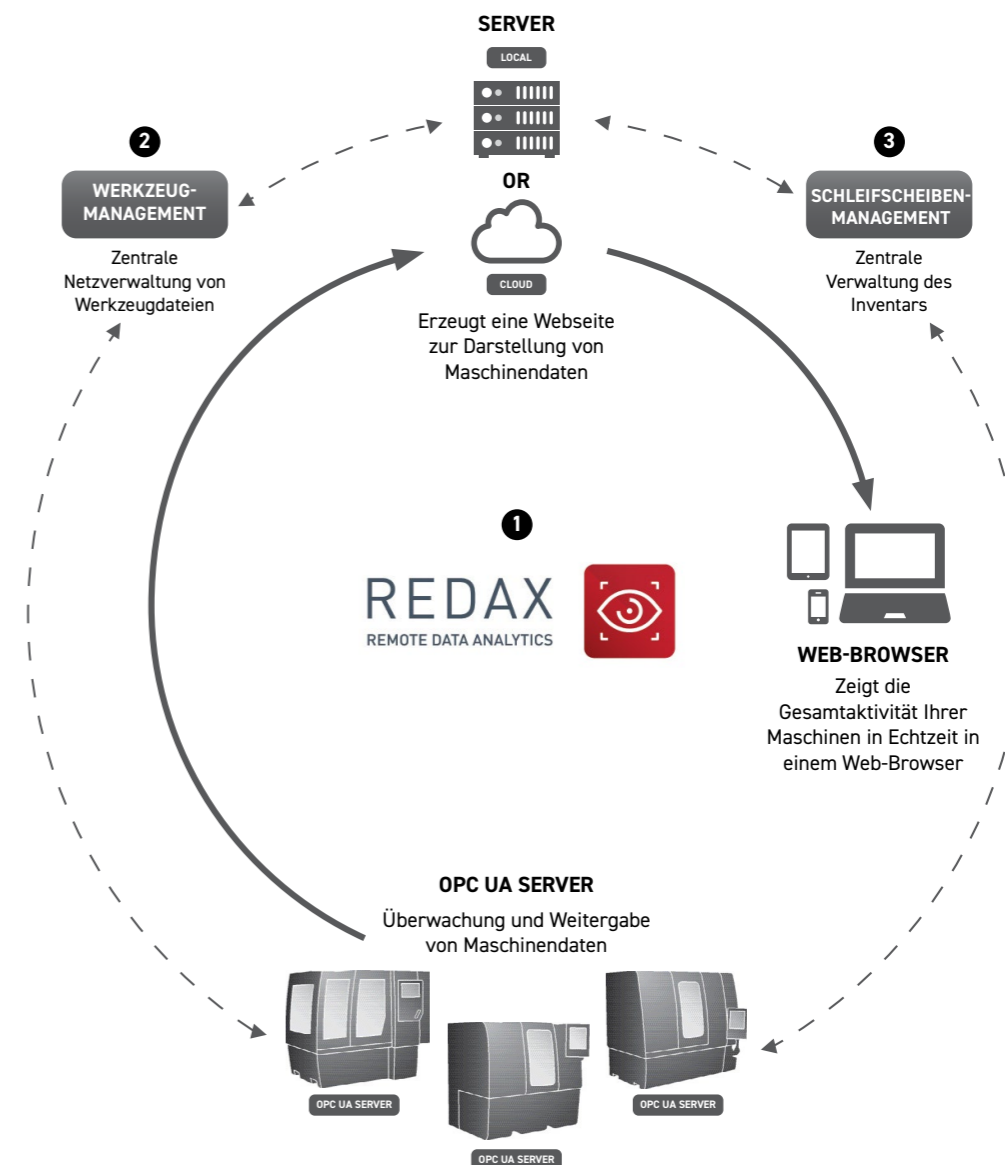 SERVER
LOCAL
OR
CLOUD
Erzeugt eine Webseite
zur Darstellung von
Maschinendaten
2
WERKZEUG-
MANAGEMENT
Zentrale
Netzverwaltung von
Werkzeugdateien
3
SCHLEIFSCHEIBEN-
MANAGEMENT
Zentrale
Verwaltung des
Inventars
1
REDAX
REMOTE DATA ANALYTICS
WEB-BROWSER
Zeigt die
Gesamtaktivität Ihrer
Maschinen in Echtzeit in
einem Web-Browser
OPC UA SERVER
Überwachung und Weitergabe
von Maschinendaten
OPC UA SERVER
OPC UA SERVER
OPC UA SERVER